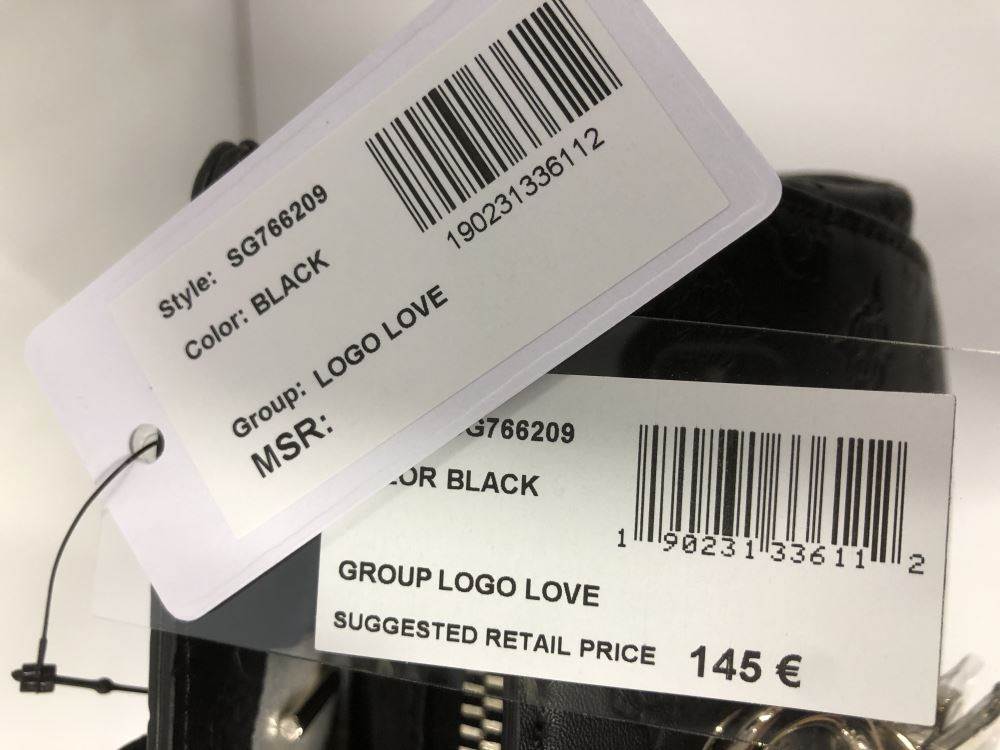 190231336112
Style: SG766209
Color: BLACK
Group: LOGO LOVE
MSR:
G766209
LOR BLACK
1 90231 33611 2
GROUP LOGO LOVE
SUGGESTED RETAIL PRICE 145 €